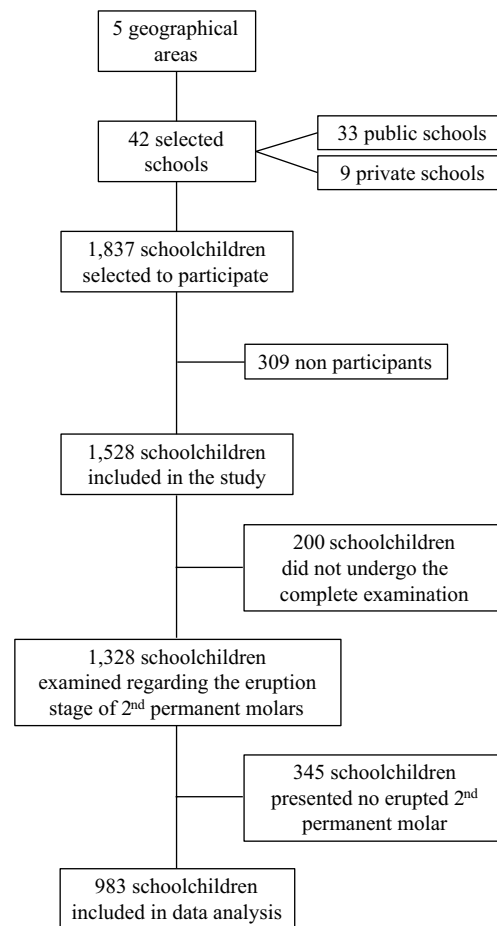 5 geographical
areas
42 selected
schools
33 public schools
9 private schools
1,837 schoolchildren
selected to participate
309 non participants
1,528 schoolchildren
included in the study
200 schoolchildren
did not undergo the
complete examination
1,328 schoolchildren
examined regarding the eruption
stage of 2nd permanent molars
345 schoolchildren
presented no erupted 2nd
permanent molar
983 schoolchildren
included in data analysis